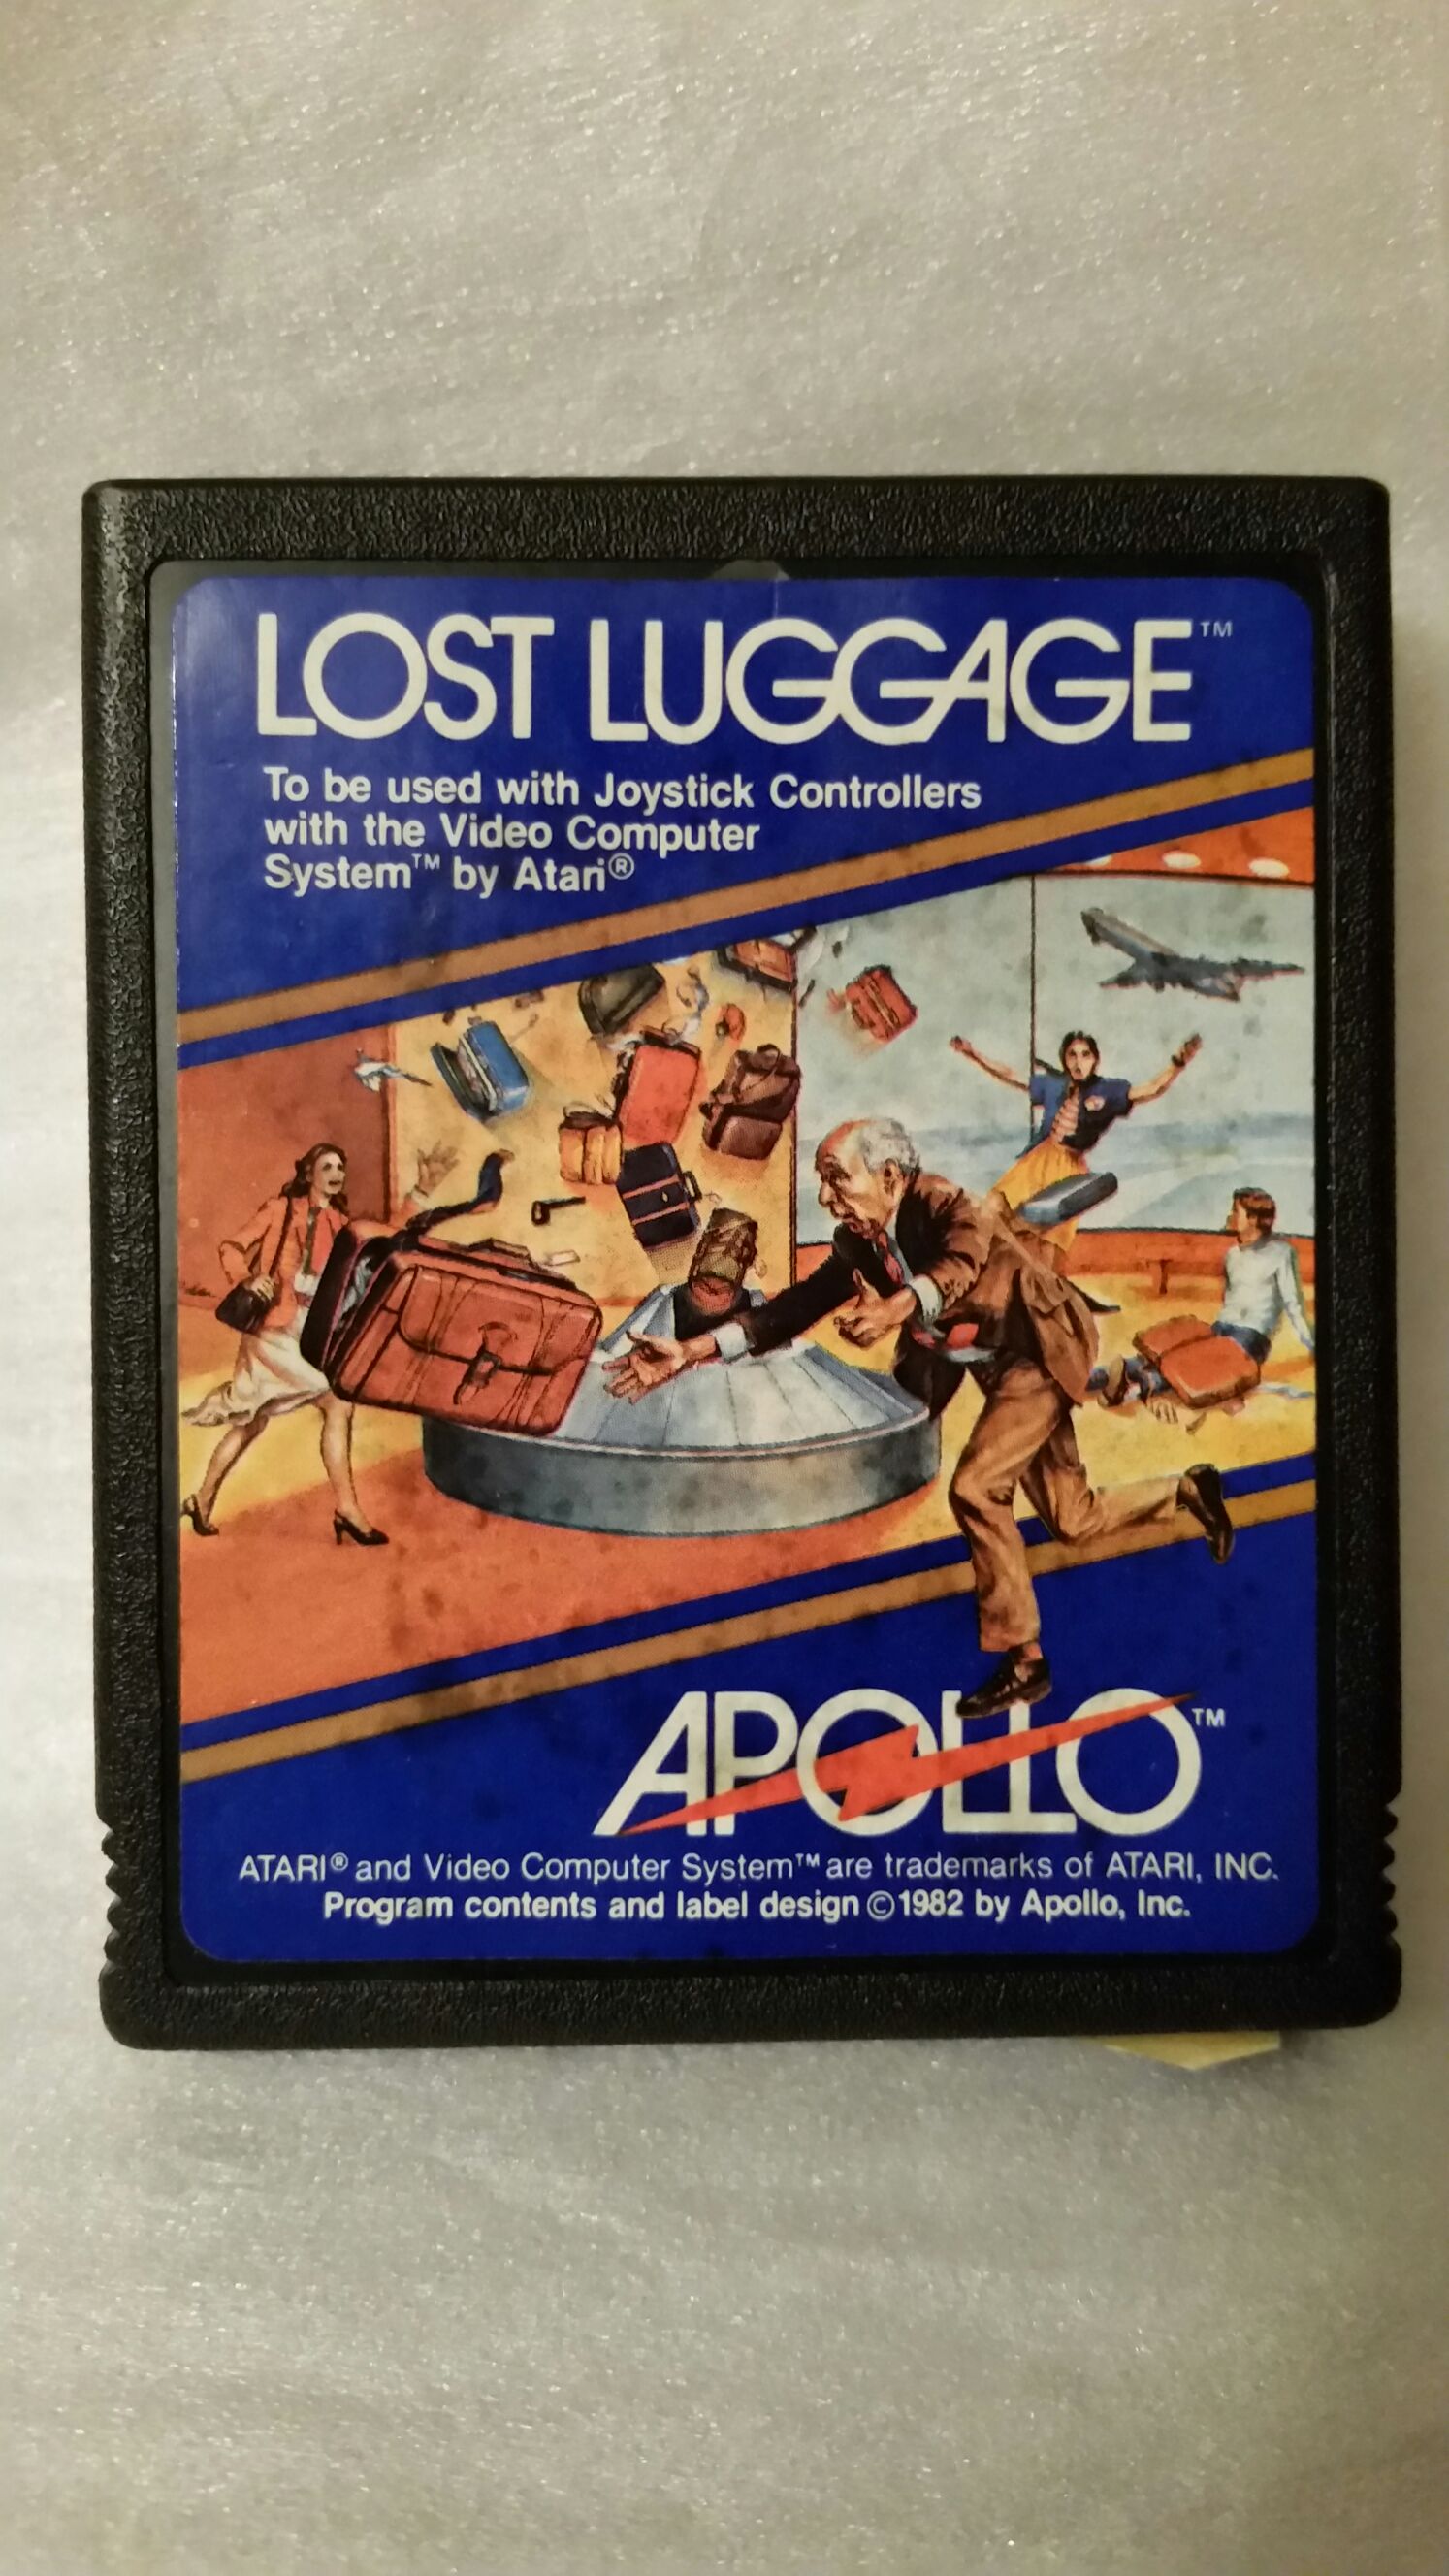 LOST LUGGAGE™
To be used with Joystick Controllers
with the Video Computer
System™ by Atari®
APOLLO™
ATARI® and Video Computer System™ are trademarks of ATARI, INC.
Program contents and label design ©1982 by Apollo, Inc.